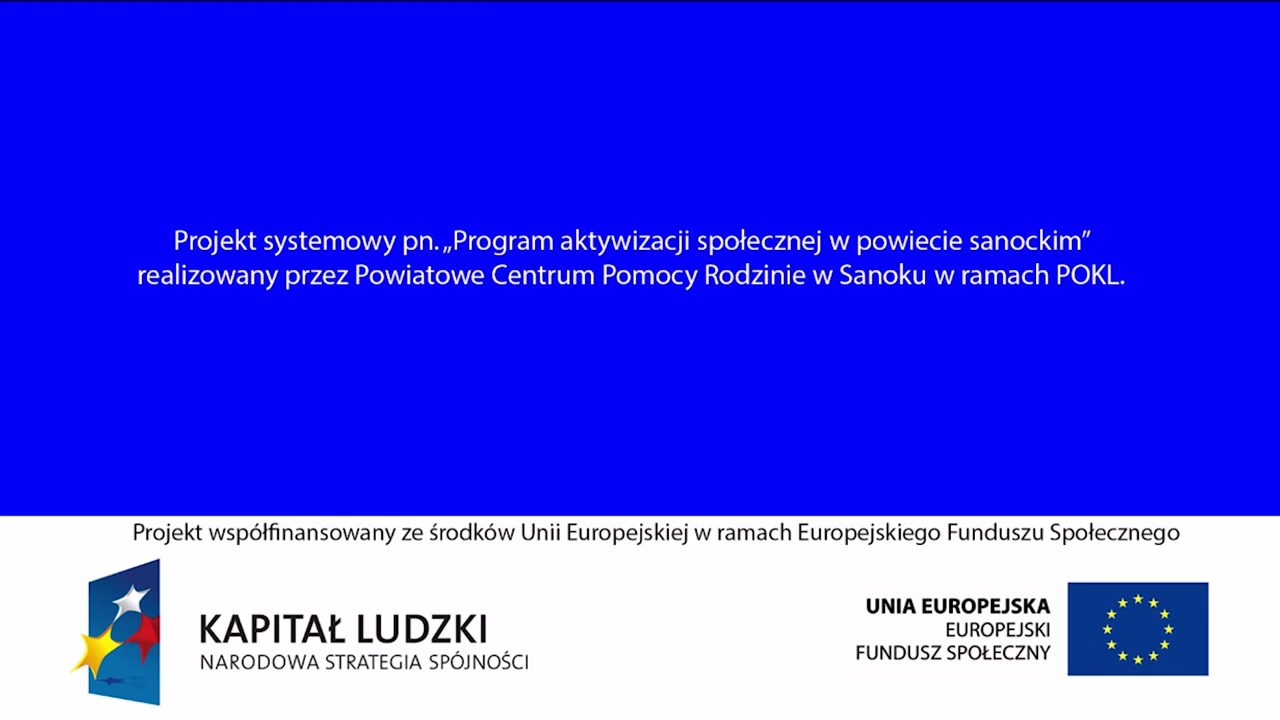 Projekt systemowy pn. „Program aktywizacji społecznej w powiecie sanockim”
realizowany przez Powiatowe Centrum Pomocy Rodzinie w Sanoku w ramach POKL.
Projekt współfinansowany ze środków Unii Europejskiej w ramach Europejskiego Funduszu Społecznego
KAPITAŁ LUDZKI
NARODOWA STRATEGIA SPÓJNOŚCI
UNIA EUROPEJSKA
EUROPEJSKI
FUNDUSZ SPOŁECZNY